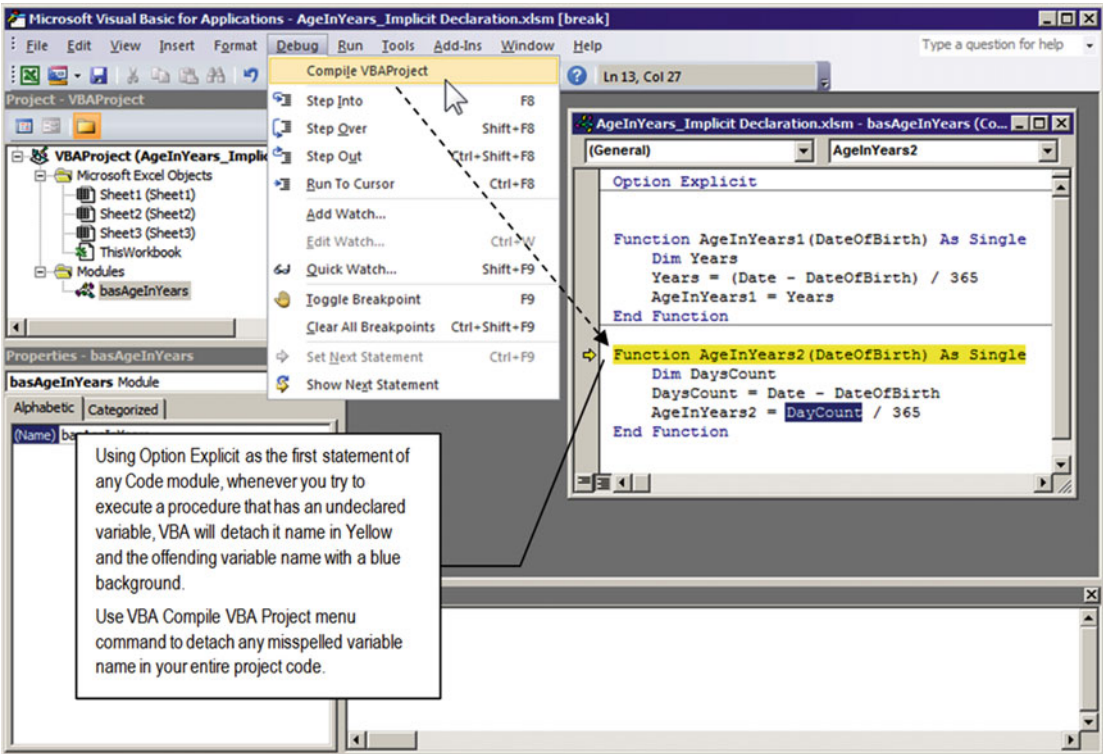 Microsoft Visual Basic for Applications - AgeInYears_Implicit Declaration.xlsm [break]
File Edit View Insert Format Debug Run Tools Add-Ins Window Help
Type a question for help
Ln 13, Col 27
Project - VBAProject
VBAProject (AgeInYears_Implic
Microsoft Excel Objects
Sheet1 (Sheet1)
Sheet2 (Sheet2)
Sheet3 (Sheet3)
ThisWorkbook
Modules
basAgeInYears
Compile VBAProject
Step Into F8
Step Over Shift+F8
Step Out Ctrl+Shift+F8
Run To Cursor Ctrl+F8
Add Watch...
Edit Watch... Ctrl+W
Quick Watch... Shift+F9
Toggle Breakpoint F9
Clear All Breakpoints Ctrl+Shift+F9
Set Next Statement Ctrl+F9
Show Next Statement
AgeInYears_Implicit Declaration.xlsm - basAgeInYears (Co...
(General) AgeInYears2
Option Explicit
Function AgeInYears1(DateOfBirth) As Single
Dim Years
Years = (Date - DateOfBirth) / 365
AgeInYears1 = Years
End Function
Function AgeInYears2(DateOfBirth) As Single
Dim DaysCount
DaysCount = Date - DateOfBirth
AgeInYears2 = DayCount / 365
End Function
Properties - basAgeInYears
basAgeInYears Module
Alphabetic Categorized
(Name)
Using Option Explicit as the first statement of
any Code module, whenever you try to
execute a procedure that has an undeclared
variable, VBA will detach it name in Yellow
and the offending variable name with a blue
background.
Use VBA Compile VBA Project menu
command to detach any misspelled variable
name in your entire project code.